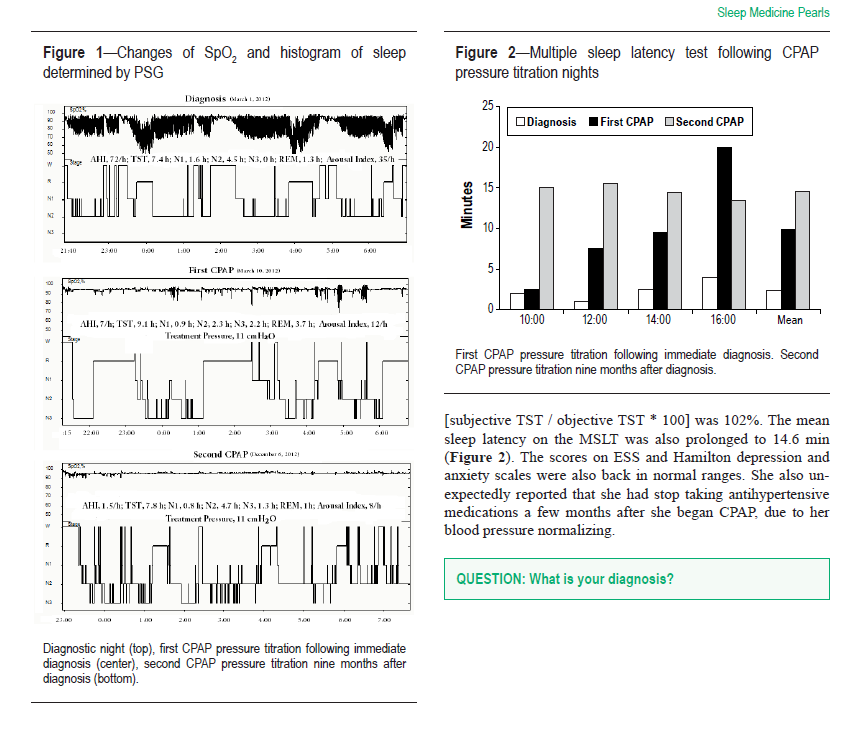 Sleep Medicine Pearls
Figure 1—Changes of SpO2 and histogram of sleep
determined by PSG
Diagnosis (March 1, 2012)
SpO2%
100
90
80
70
60
50
AHI, 72/h; TST, 7.4 h; N1, 1.6 h; N2, 4.5 h; N3, 0 h; REM, 1.3 h; Arousal Index, 35/h
Stage
W
R
N1
N2
N3
21:40 23:00 0:00 1:00 2:00 3:00 4:00 5:00 6:00
First CPAP (March 10, 2012)
SpO2,%
100
90
80
70
60
50
AHI, 7/h; TST, 9.1 h; N1, 0.9 h; N2, 2.3 h; N3, 2.2 h; REM, 3.7 h; Arousal Index, 12/h
Treatment Pressure, 11 cmH2O
Stage
W
R
N1
N2
N3
:15 22:00 23:00 0:00 1:00 2:00 3:00 4:00 5:00 6:00
Second CPAP (December 6, 2012)
SpO2%
100
90
80
70
60
50
AHI, 1.5/h; TST, 7.8 h; N1, 0.8 h; N2, 4.7 h; N3, 1.3 h; REM, 1h; Arousal Index, 8/h
Treatment Pressure, 11 cmH2O
Stage
W
R
N1
N2
N3
23:00 0:00 1:00 2:00 3:00 4:00 5:00 6:00 7:00
Diagnostic night (top), first CPAP pressure titration following immediate
diagnosis (center), second CPAP pressure titration nine months after
diagnosis (bottom).
Figure 2—Multiple sleep latency test following CPAP
pressure titration nights
Diagnosis First CPAP Second CPAP
Minutes
25
20
15
10
5
0
10:00 12:00 14:00 16:00 Mean
First CPAP pressure titration following immediate diagnosis. Second
CPAP pressure titration nine months after diagnosis.
[subjective TST / objective TST * 100] was 102%. The mean
sleep latency on the MSLT was also prolonged to 14.6 min
(Figure 2). The scores on ESS and Hamilton depression and
anxiety scales were also back in normal ranges. She also un-
expectedly reported that she had stop taking antihypertensive
medications a few months after she began CPAP, due to her
blood pressure normalizing.
QUESTION: What is your diagnosis?